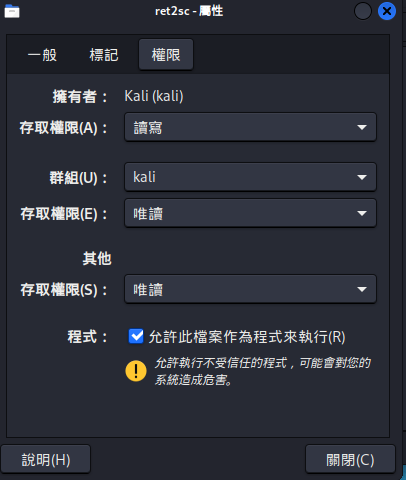 ret2sc - 屬性
一般 標記 權限
擁有者： Kali (kali)
存取權限(A)： 讀寫
群組(U)： kali
存取權限(E)： 唯讀
其他
存取權限(S)： 唯讀
程式： 允許此檔案作為程式來執行(R)
允許執行不受信任的程式，可能會對您的
系統造成危害。
說明(H) 關閉(C)